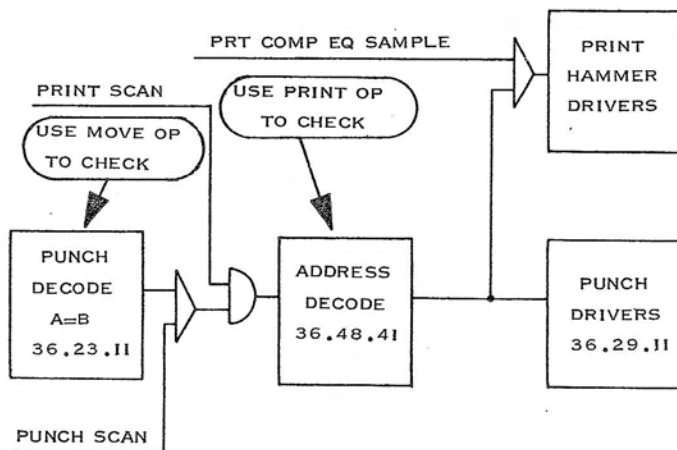 PRT COMP EQ SAMPLE
PRINT
HAMMER
DRIVERS
PRINT SCAN
USE PRINT OP
TO CHECK
USE MOVE OP
TO CHECK
PUNCH
DECODE
A=B
36.23.11
ADDRESS
DECODE
36.48.41
PUNCH
DRIVERS
36.29.11
PUNCH SCAN